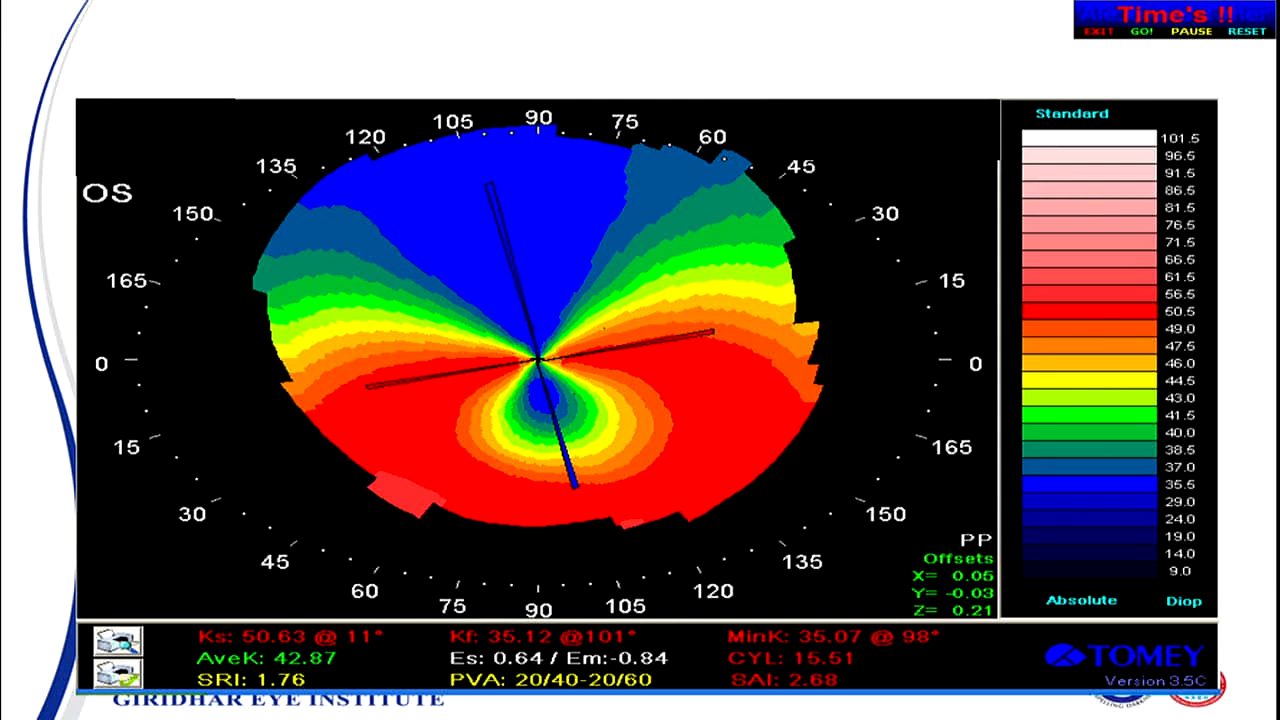 Time's !!
EXIT GO! PAUSE RESET
OS
90
105 75
120 60
135 45
150 30
165 15
0 0
15 165
30 150
45 135
60 120
75 105
90
PP
Offsets
X= 0.05
Y= -0.03
Z= 0.21
Standard
101.5
96.5
91.5
86.5
81.5
76.5
71.5
66.5
61.5
56.5
50.5
49.0
47.5
46.0
44.5
43.0
41.5
40.0
38.5
37.0
35.5
29.0
24.0
19.0
14.0
9.0
Absolute Diop
Ks: 50.63 @ 11° Kf: 35.12 @101° MinK: 35.07 @ 98°
AveK: 42.87 Es: 0.64 / Em:-0.84 CYL: 15.51
SRI: 1.76 PVA: 20/40-20/60 SAI: 2.68
TOMEY
Version 3.5C
GIRIDHAR EYE INSTITUTE